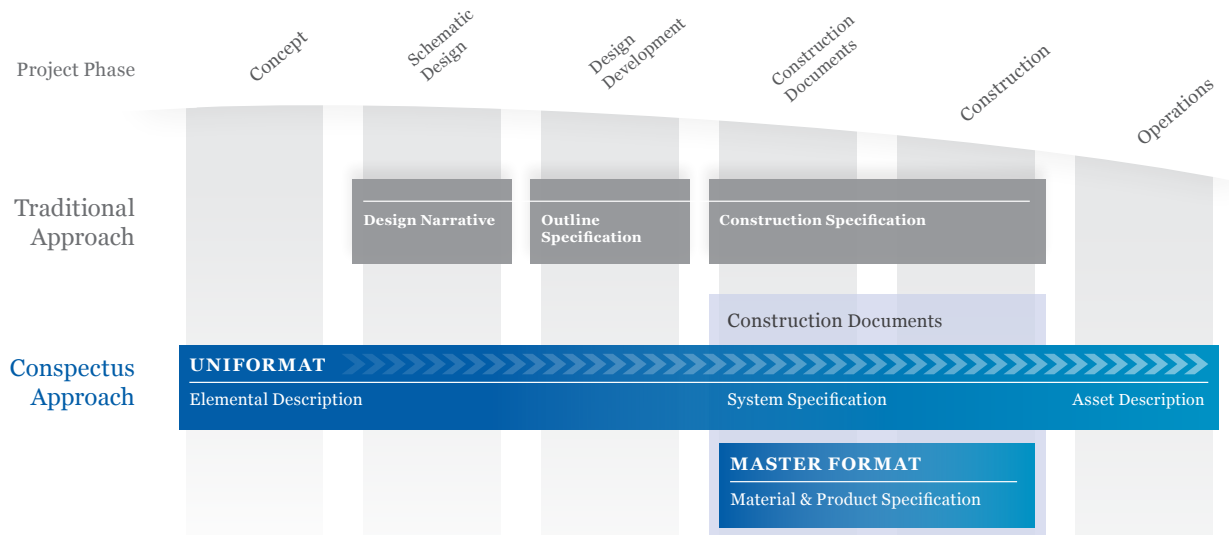 Project Phase
Concept
Schematic
Design
Design
Development
Construction
Documents
Construction
Operations
Traditional
Approach
Design Narrative
Outline
Specification
Construction Specification
Construction Documents
Conspectus
Approach
UNIFORMAT
Elemental Description
System Specification
Asset Description
MASTER FORMAT
Material & Product Specification